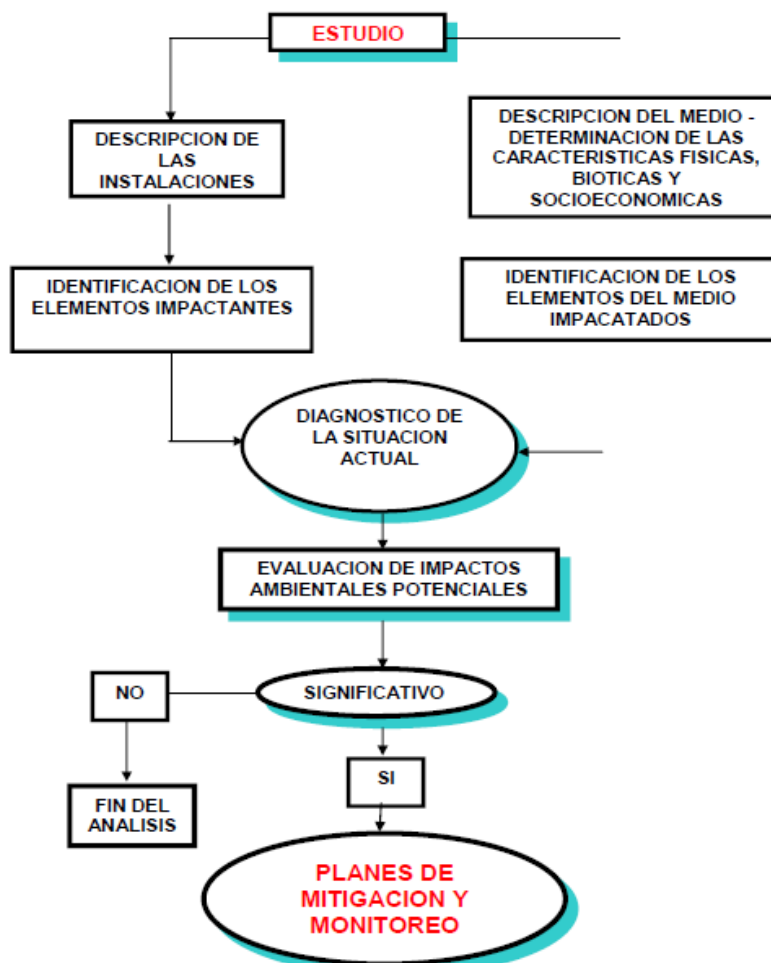 ESTUDIO
DESCRIPCION DE
LAS
INSTALACIONES
DESCRIPCION DEL MEDIO -
DETERMINACION DE LAS
CARACTERISTICAS FISICAS,
BIOTICAS Y
SOCIOECONOMICAS
IDENTIFICACION DE LOS
ELEMENTOS IMPACTANTES
IDENTIFICACION DE LOS
ELEMENTOS DEL MEDIO
IMPACATADOS
DIAGNOSTICO DE
LA SITUACION
ACTUAL
EVALUACION DE IMPACTOS
AMBIENTALES POTENCIALES
NO
SIGNIFICATIVO
SI
FIN DEL
ANALISIS
PLANES DE
MITIGACION Y
MONITOREO